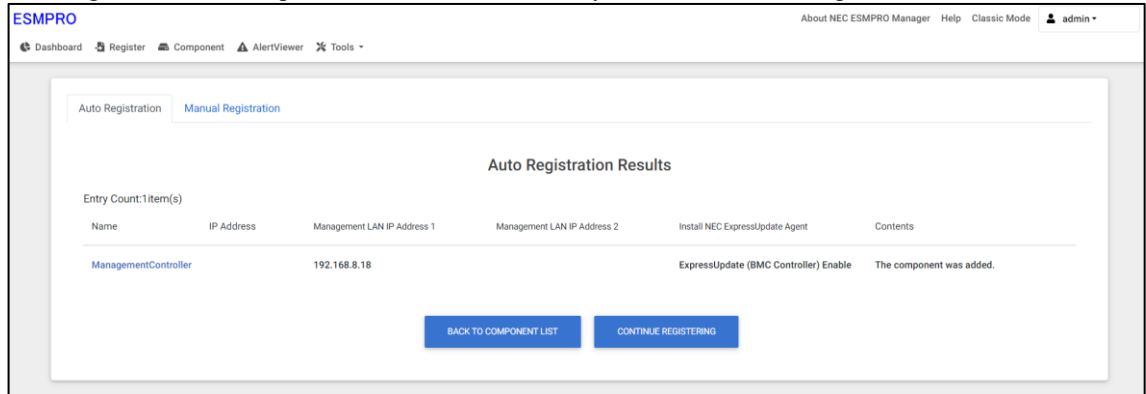 ESMPRO
About NEC ESMPRO Manager Help Classic Mode admin
Dashboard Register Component AlertViewer Tools
Auto Registration Manual Registration
Auto Registration Results
Entry Count:1item(s)
Name IP Address Management LAN IP Address 1 Management LAN IP Address 2 Install NEC ExpressUpdate Agent Contents
ManagementController 192.168.8.18 ExpressUpdate (BMC Controller) Enable The component was added.
BACK TO COMPONENT LIST CONTINUE REGISTERING